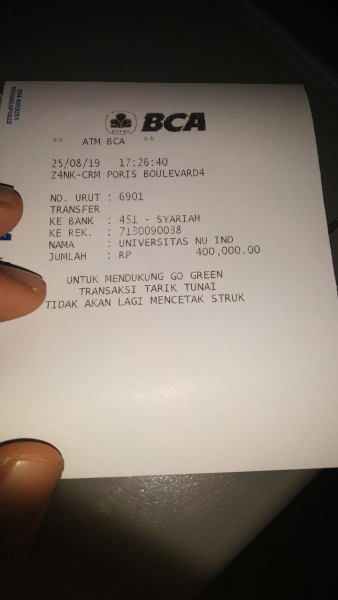 BCA
** ATM BCA **
25/08/19 17:26:40
Z4NK-CRM PORIS BOULEVARD4
NO. URUT : 6901
TRANSFER
KE BANK : 451 - SYARIAH
KE REK. : 7130090038
NAMA : UNIVERSITAS NU IND
JUMLAH : RP 400,000.00
UNTUK MENDUKUNG GO GREEN
TRANSAKSI TARIK TUNAI
TIDAK AKAN LAGI MENCETAK STRUK